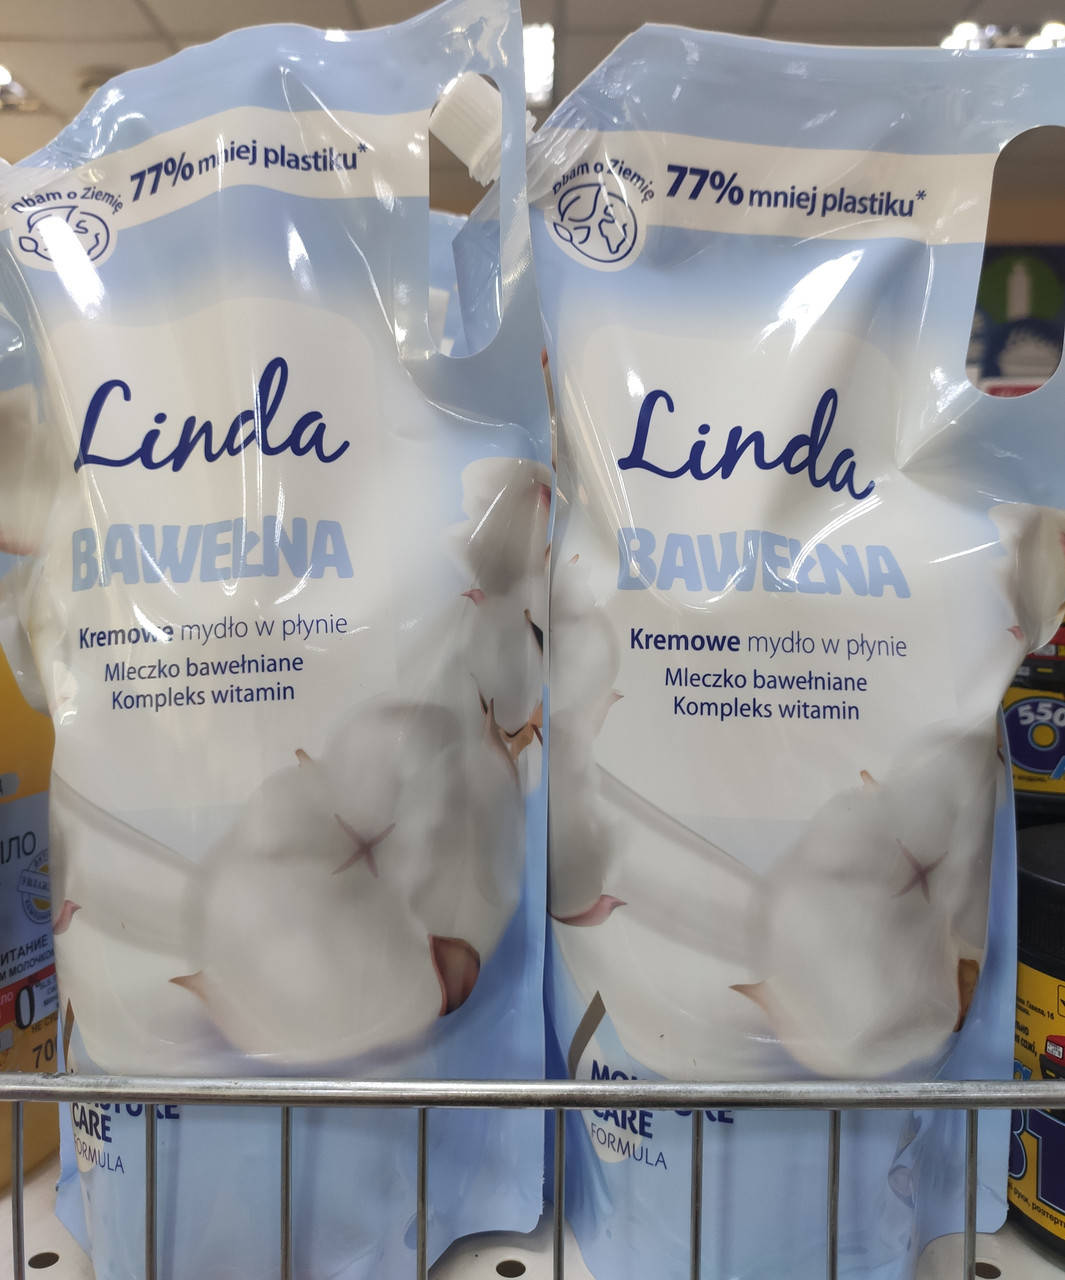 Dbam o Ziemię
77% mniej plastiku*
Linda
BAWEŁNA
Kremowe mydło w płynie
Mleczko bawełniane
Kompleks witamin
CARE
FORMULA
Dbam o Ziemię
77% mniej plastiku*
Linda
BAWEŁNA
Kremowe mydło w płynie
Mleczko bawełniane
Kompleks witamin
CARE
FORMULA
550